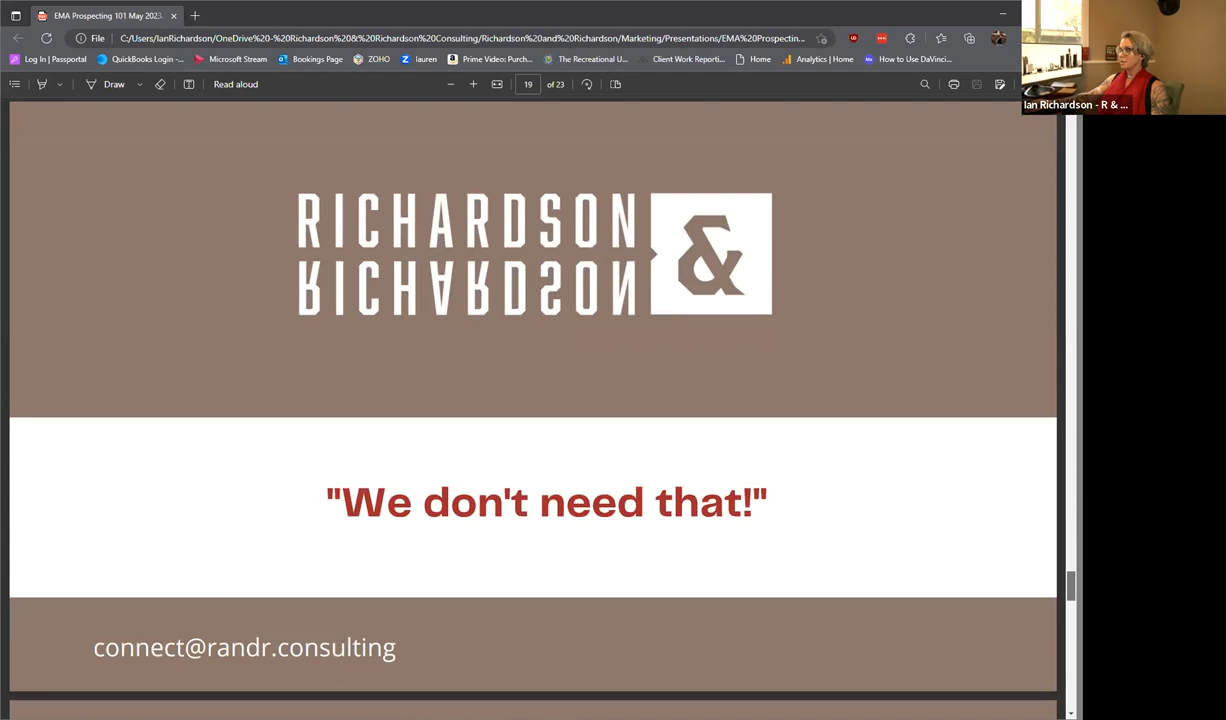 EMA Prospecting 101 May 2023.
File
C:/Users/IanRichardson/OneDrive%20-%20Richardson%20&%20Richardson%20Consulting/Richardson%20and%20Richardson/Marketing/Presentations/EMA%20Prospectin...
Log In | Passportal
QuickBooks Login -...
Microsoft Stream
Bookings Page
ZOHO
lauren
Prime Video: Purch...
The Recreational U...
Client Work Reporti...
Home
Analytics | Home
How to Use DaVinci...
Draw
Read aloud
19 of 23
Ian Richardson - R & ...
RICHARDSON &
RICHARDSON
"We don't need that!"
connect@randr.consulting